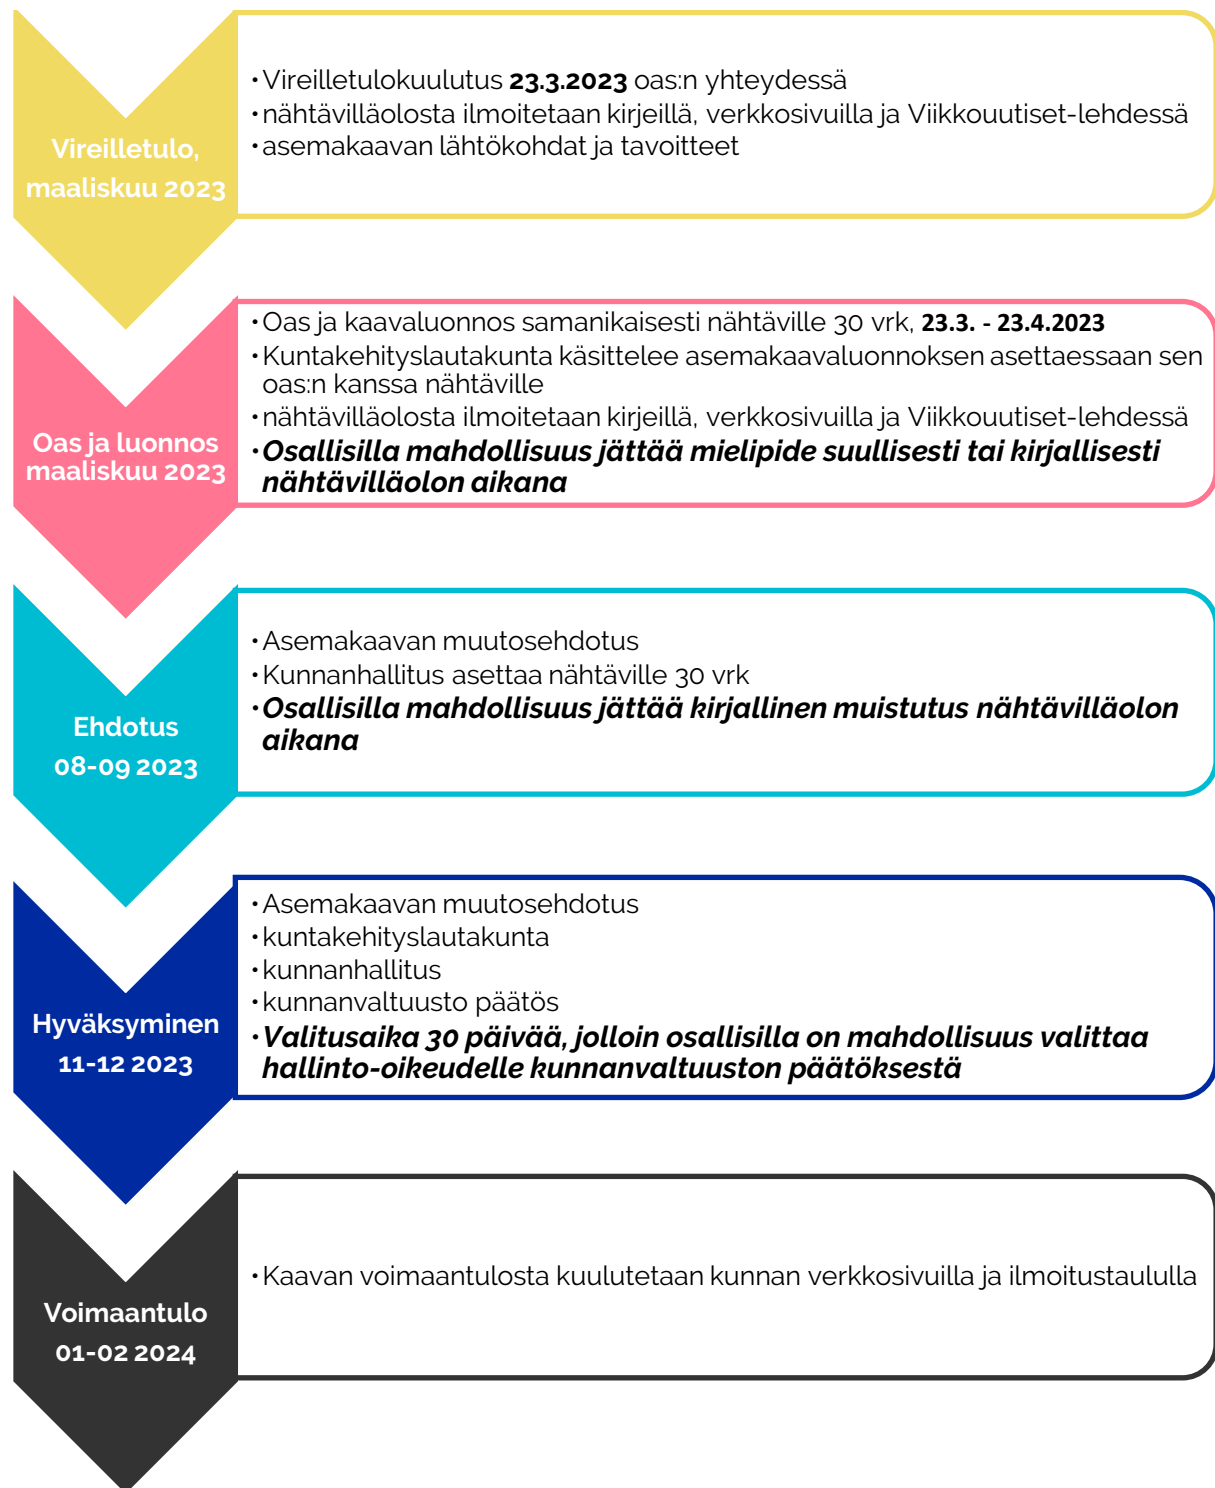 Vireilletulo,
maaliskuu 2023
•Vireilletulokuulutus 23.3.2023 oas:n yhteydessä
•nähtävilläolosta ilmoitetaan kirjeillä, verkkosivuilla ja Viikkouutiset-lehdessä
•asemakaavan lähtökohdat ja tavoitteet
Oas ja luonnos
maaliskuu 2023
•Oas ja kaavaluonnos samanikaisesti nähtäville 30 vrk, 23.3. - 23.4.2023
•Kuntakehityslautakunta käsittelee asemakaavaluonnoksen asettaessaan sen
oas:n kanssa nähtäville
•nähtävilläolosta ilmoitetaan kirjeillä, verkkosivuilla ja Viikkouutiset-lehdessä
•Osallisilla mahdollisuus jättää mielipide suullisesti tai kirjallisesti
nähtävilläolon aikana
Ehdotus
08-09 2023
•Asemakaavan muutosehdotus
•Kunnanhallitus asettaa nähtäville 30 vrk
•Osallisilla mahdollisuus jättää kirjallinen muistutus nähtävilläolon
aikana
Hyväksyminen
11-12 2023
•Asemakaavan muutosehdotus
•kuntakehityslautakunta
•kunnanhallitus
•kunnanvaltuusto päätös
•Valitusaika 30 päivää, jolloin osallisilla on mahdollisuus valittaa
hallinto-oikeudelle kunnanvaltuuston päätöksestä
Voimaantulo
01-02 2024
•Kaavan voimaantulosta kuulutetaan kunnan verkkosivuilla ja ilmoitustaululla